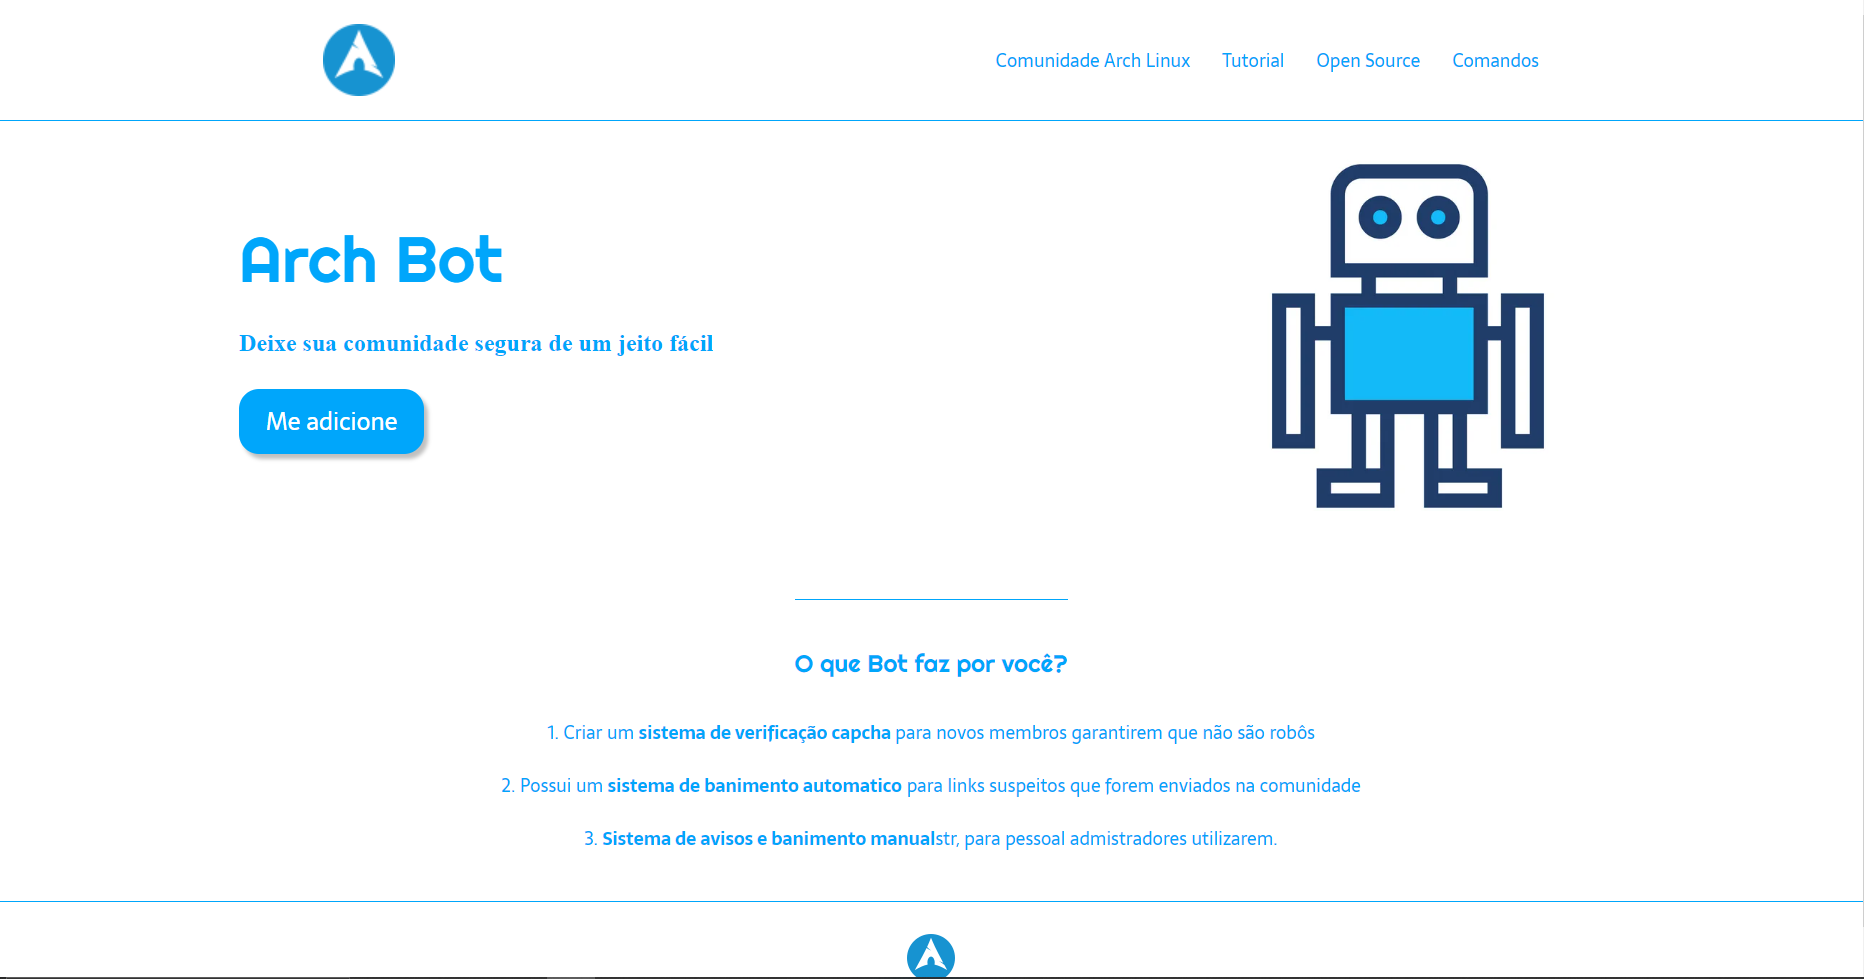 Comunidade Arch Linux Tutorial Open Source Comandos
Arch Bot
Deixe sua comunidade segura de um jeito fácil
Me adicione
O que Bot faz por você?
1. Criar um sistema de verificação capcha para novos membros garantirem que não são robôs
2. Possui um sistema de banimento automatico para links suspeitos que forem enviados na comunidade
3. Sistema de avisos e banimento manualstr, para pessoal admistradores utilizarem.